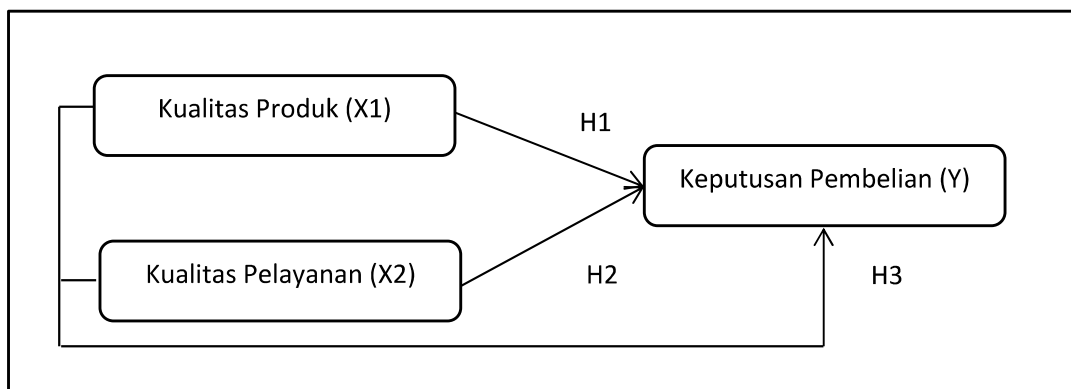 Kualitas Produk (X1)
H1
Keputusan Pembelian (Y)
Kualitas Pelayanan (X2)
H2
H3